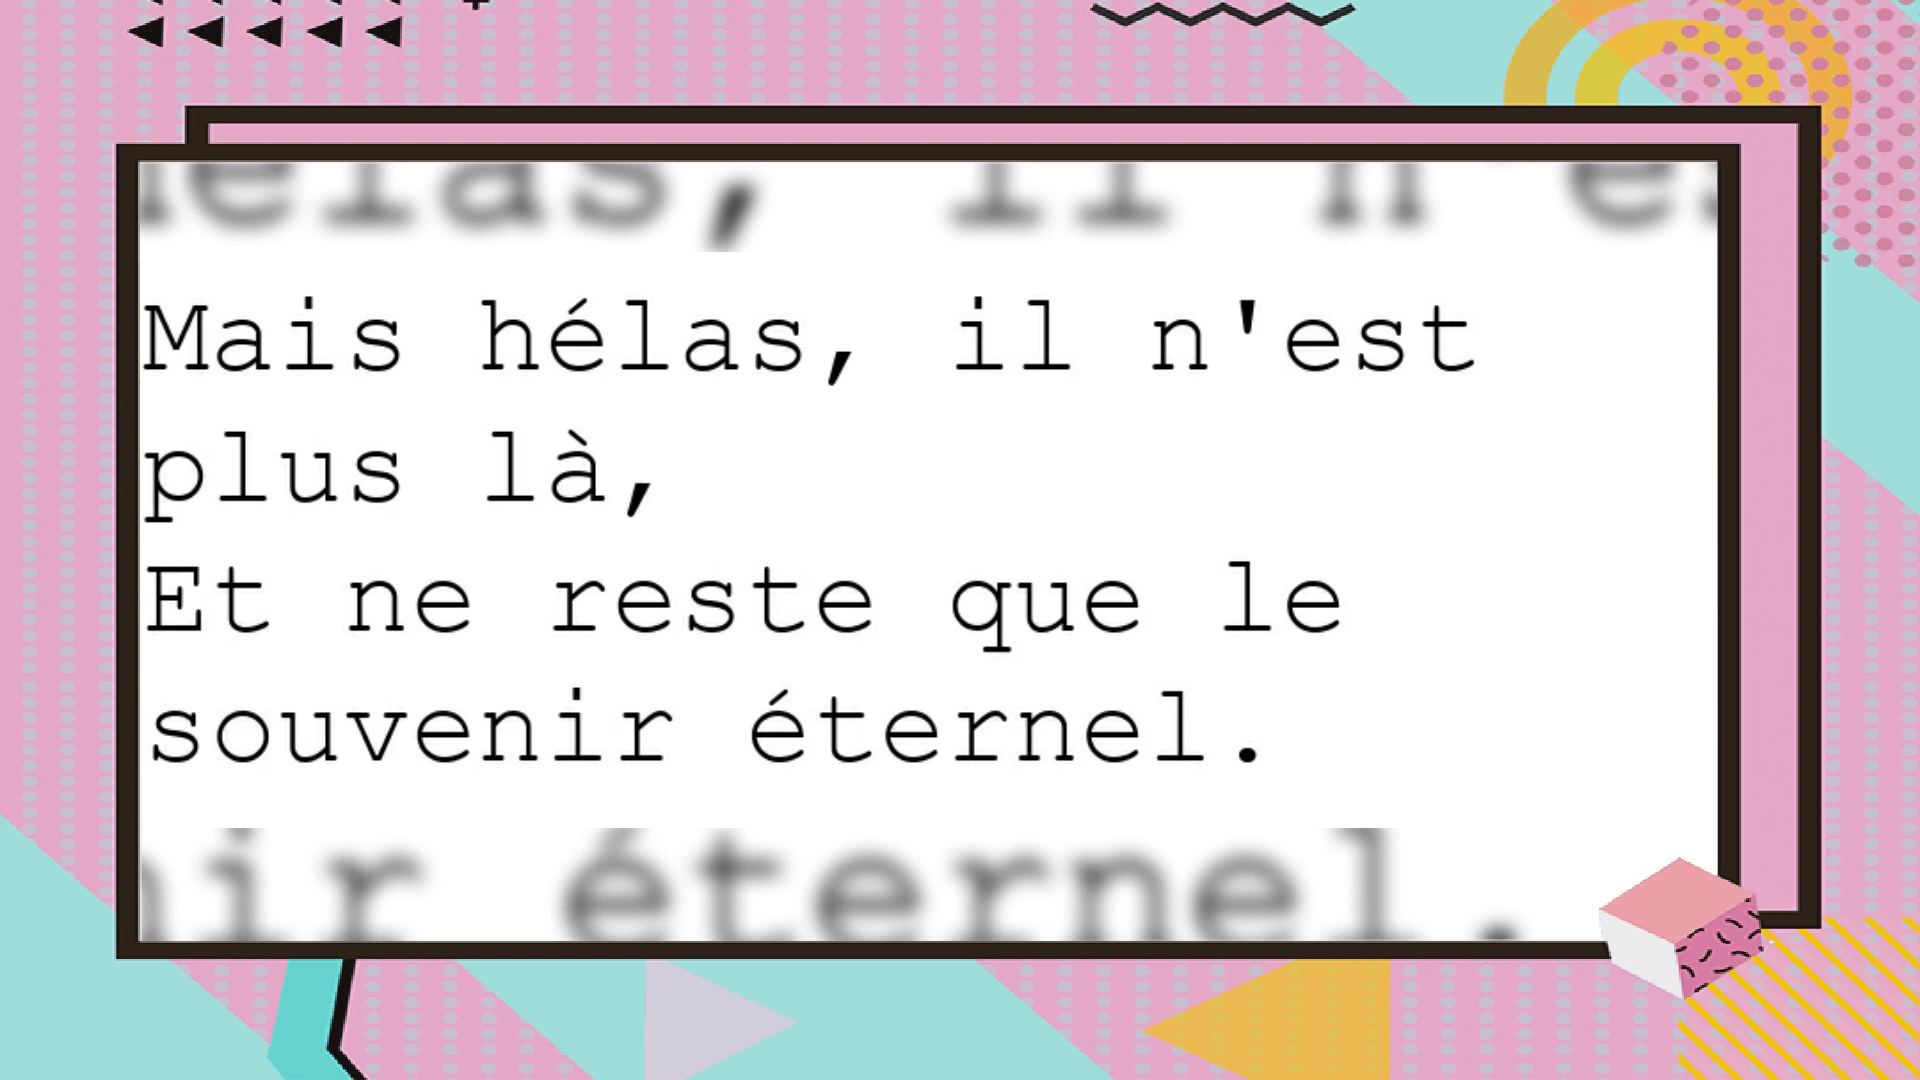 Mais hélas, il n'est
plus là,
Et ne reste que le
souvenir éternel.